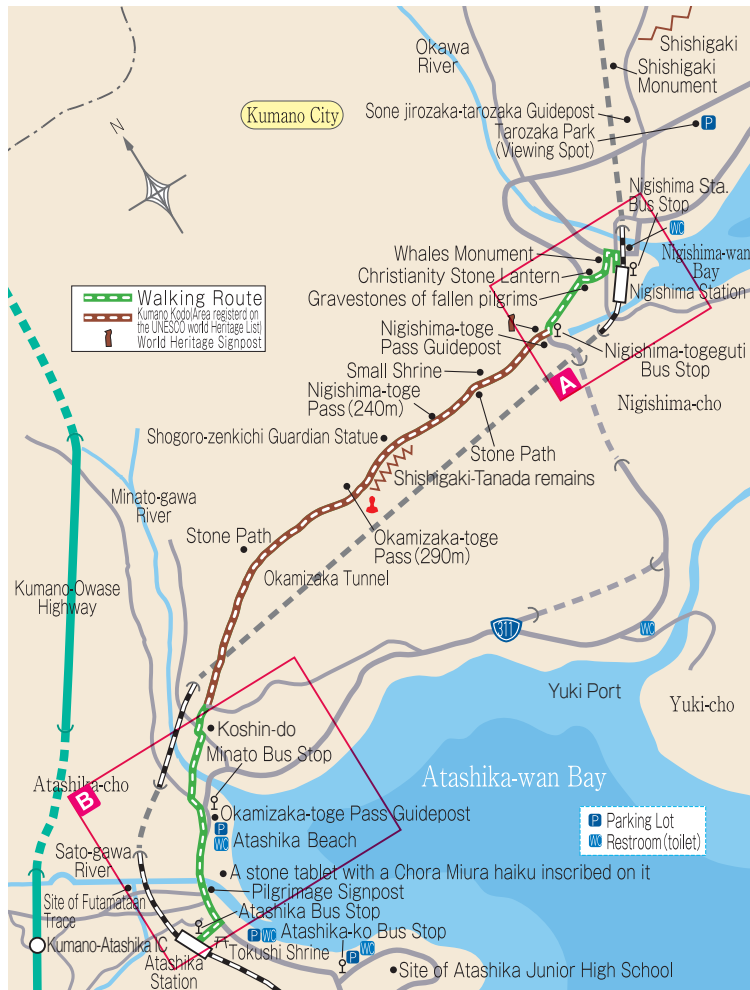 Okawa
River
Shishigaki
Shishigaki
Monument
Kumano City
Sone jirozaka-tarozaka Guidepost
Tarozaka Park
(Viewing Spot)
P
N
Nigishima Sta.
Bus Stop
WC
Whales Monument
Nigishima-wan
Bay
Christianity Stone Lantern
Gravestones of fallen pilgrims
Nigishima Station
Walking Route
Kumano Kodo(Area registerd on
the UNESCO world Heritage List)
World Heritage Signpost
Nigishima-toge
Pass Guidepost
Nigishima-togeguti
Bus Stop
Small Shrine
A
Nigishima-toge
Pass(240m)
Nigishima-cho
Shogoro-zenkichi Guardian Statue
Stone Path
Shishigaki-Tanada remains
Minato-gawa
River
Stone Path
Okamizaka-toge
Pass(290m)
Okamizaka Tunnel
Kumano-Owase
Highway
311
WC
Yuki Port
Yuki-cho
Koshin-do
Minato Bus Stop
Atashika-wan Bay
Atashika-cho
B
Okamizaka-toge Pass Guidepost
P
WC
Atashika Beach
P
Parking Lot
WC
Restroom(toilet)
Sato-gawa
River
A stone tablet with a Chora Miura haiku inscribed on it
Pilgrimage Signpost
Site of Futamataan
Trace
Atashika Bus Stop
P
WC
Atashika-ko Bus Stop
Kumano-Atashika IC
Atashika
Station
Tokushi Shrine
P
WC
Site of Atashika Junior High School